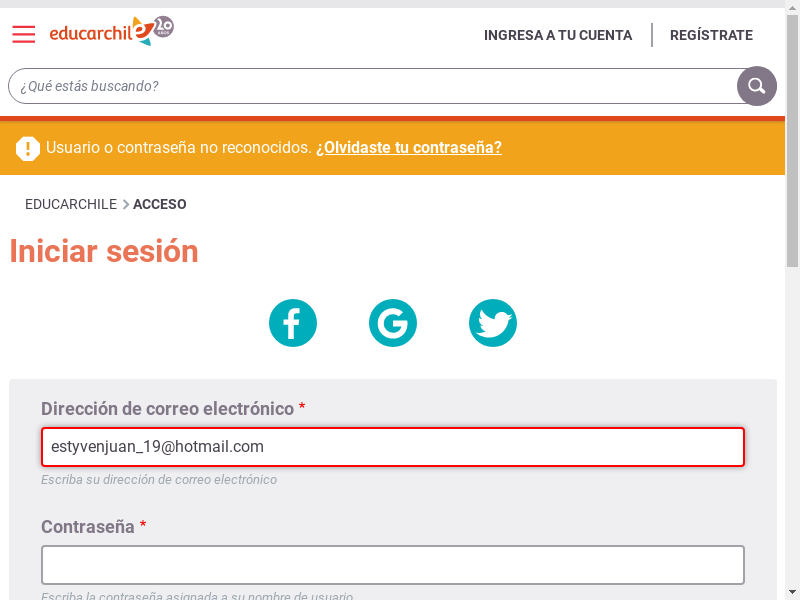 educarchile 20 AÑOS
INGRESA A TU CUENTA REGÍSTRATE
¿Qué estás buscando?
Usuario o contraseña no reconocidos. ¿Olvidaste tu contraseña?
EDUCARCHILE > ACCESO
Iniciar sesión
Dirección de correo electrónico *
estyvenjuan_19@hotmail.com
Escriba su dirección de correo electrónico
Contraseña *
Escriba la contraseña asignada a su nombre de usuario.